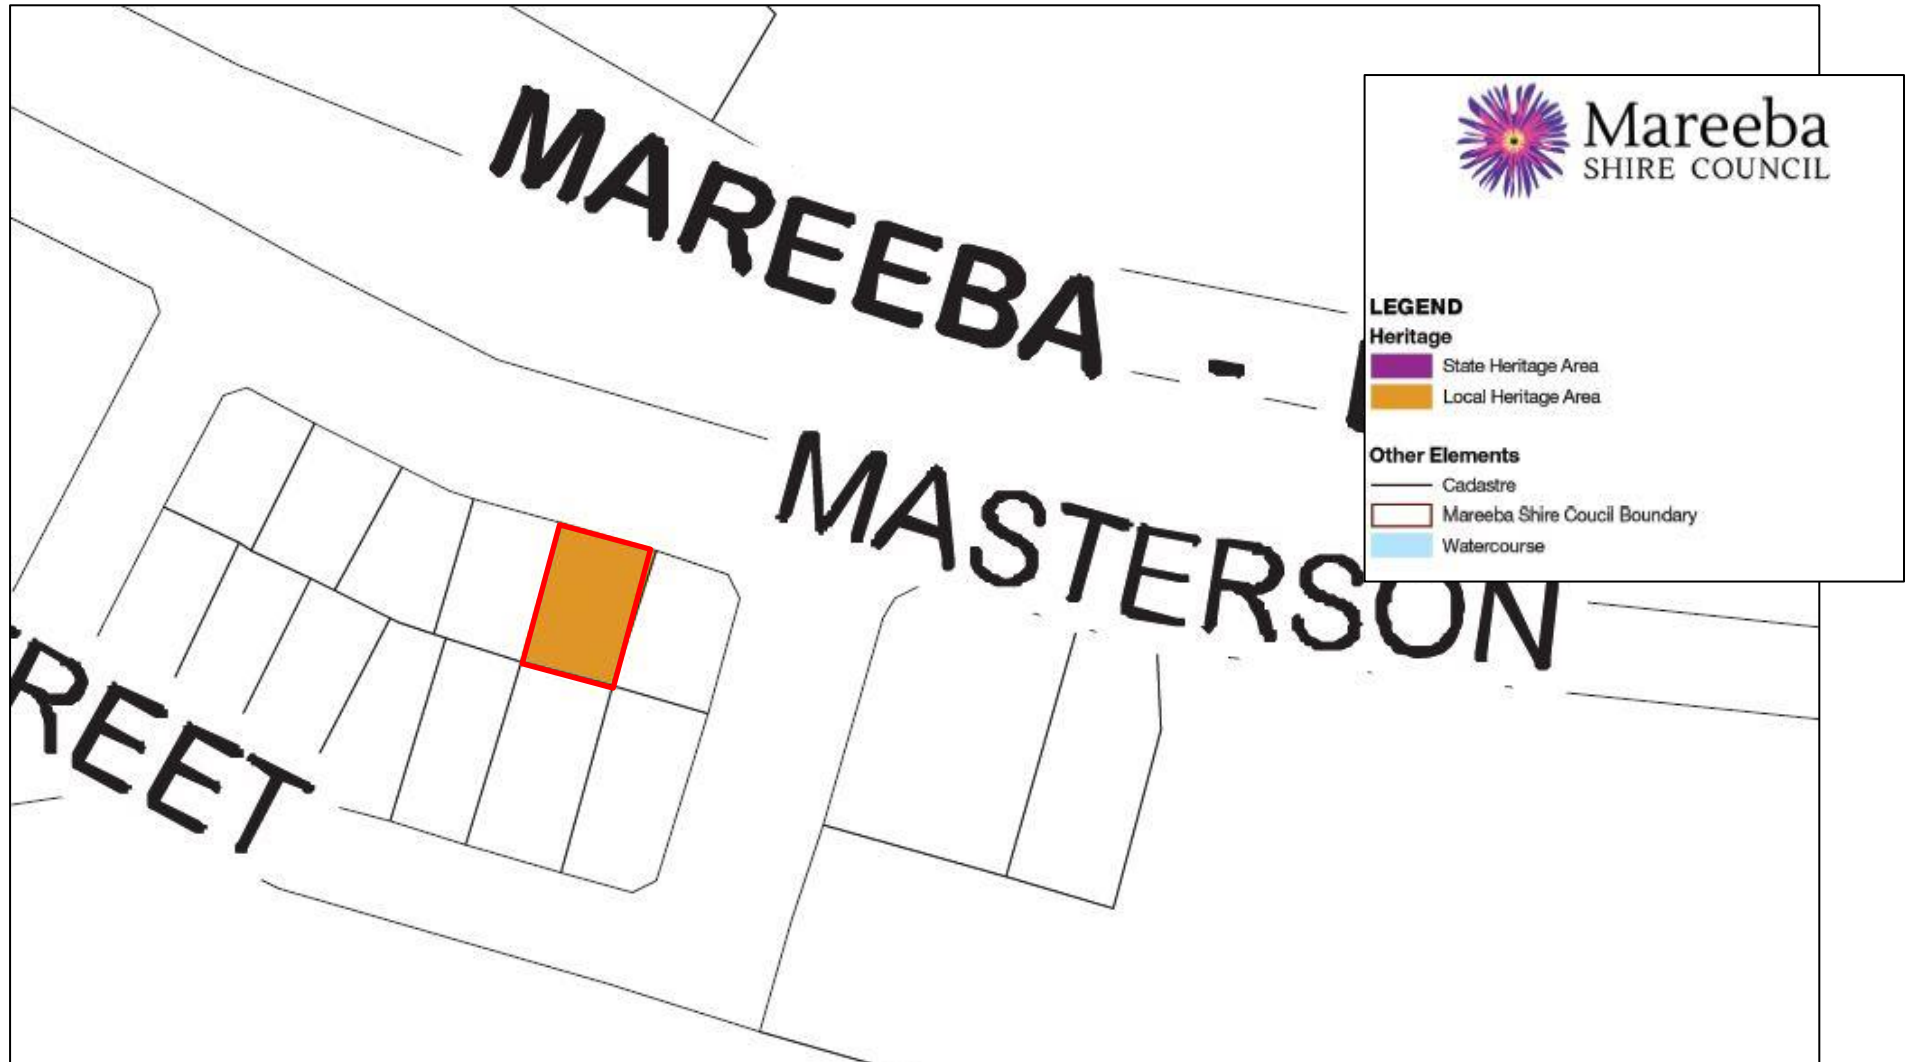 MAREEBA -
MASTERSON
REET
Mareeba
SHIRE COUNCIL
LEGEND
Heritage
State Heritage Area
Local Heritage Area
Other Elements
Cadastre
Mareeba Shire Coucil Boundary
Watercourse